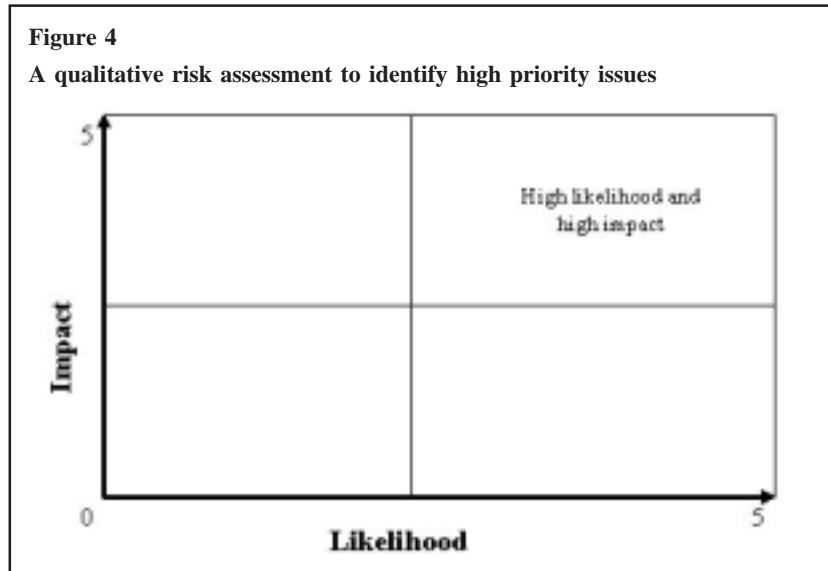 Figure 4
A qualitative risk assessment to identify high priority issues
5
High likelihood and
high impact
Impact
0
5
Likelihood